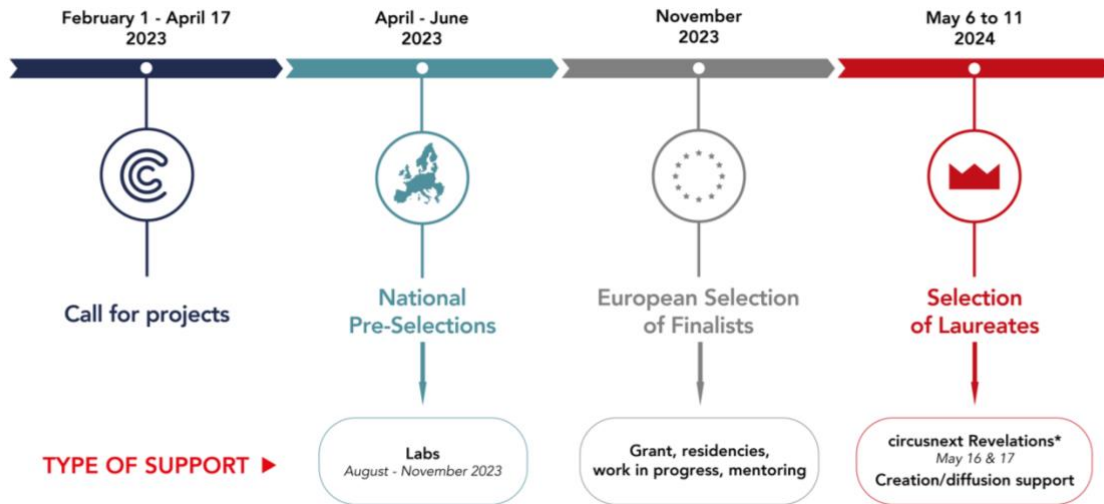 February 1 - April 17
2023
April - June
2023
November
2023
May 6 to 11
2024
Call for projects
National
Pre-Selections
European Selection
of Finalists
Selection
of Laureates
TYPE OF SUPPORT ►
Labs
August - November 2023
Grant, residencies,
work in progress, mentoring
circusnext Revelations*
May 16 & 17
Creation/diffusion support